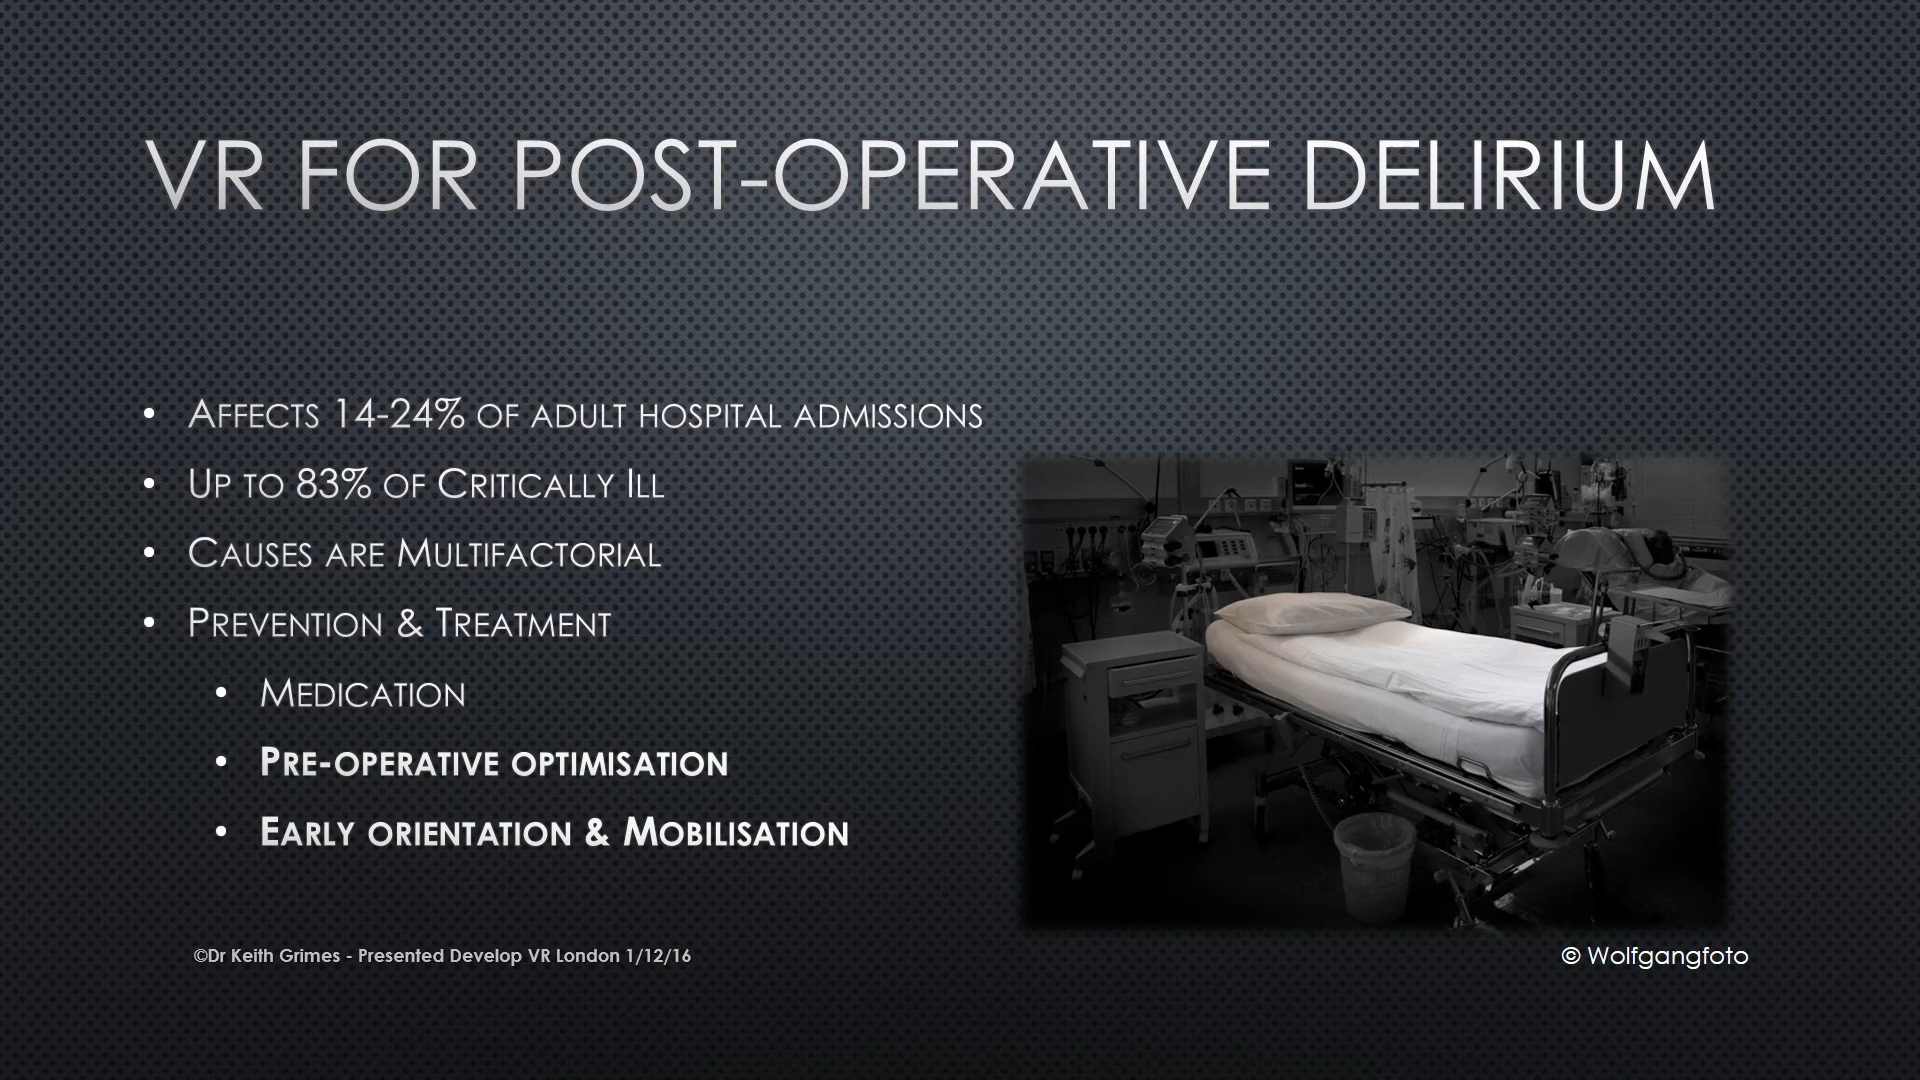 VR FOR POST-OPERATIVE DELIRIUM
• AFFECTS 14-24% OF ADULT HOSPITAL ADMISSIONS
• UP TO 83% OF CRITICALLY ILL
• CAUSES ARE MULTIFACTORIAL
• PREVENTION & TREATMENT
• MEDICATION
• PRE-OPERATIVE OPTIMISATION
• EARLY ORIENTATION & MOBILISATION
©Dr Keith Grimes - Presented Develop VR London 1/12/16
© Wolfgangfoto